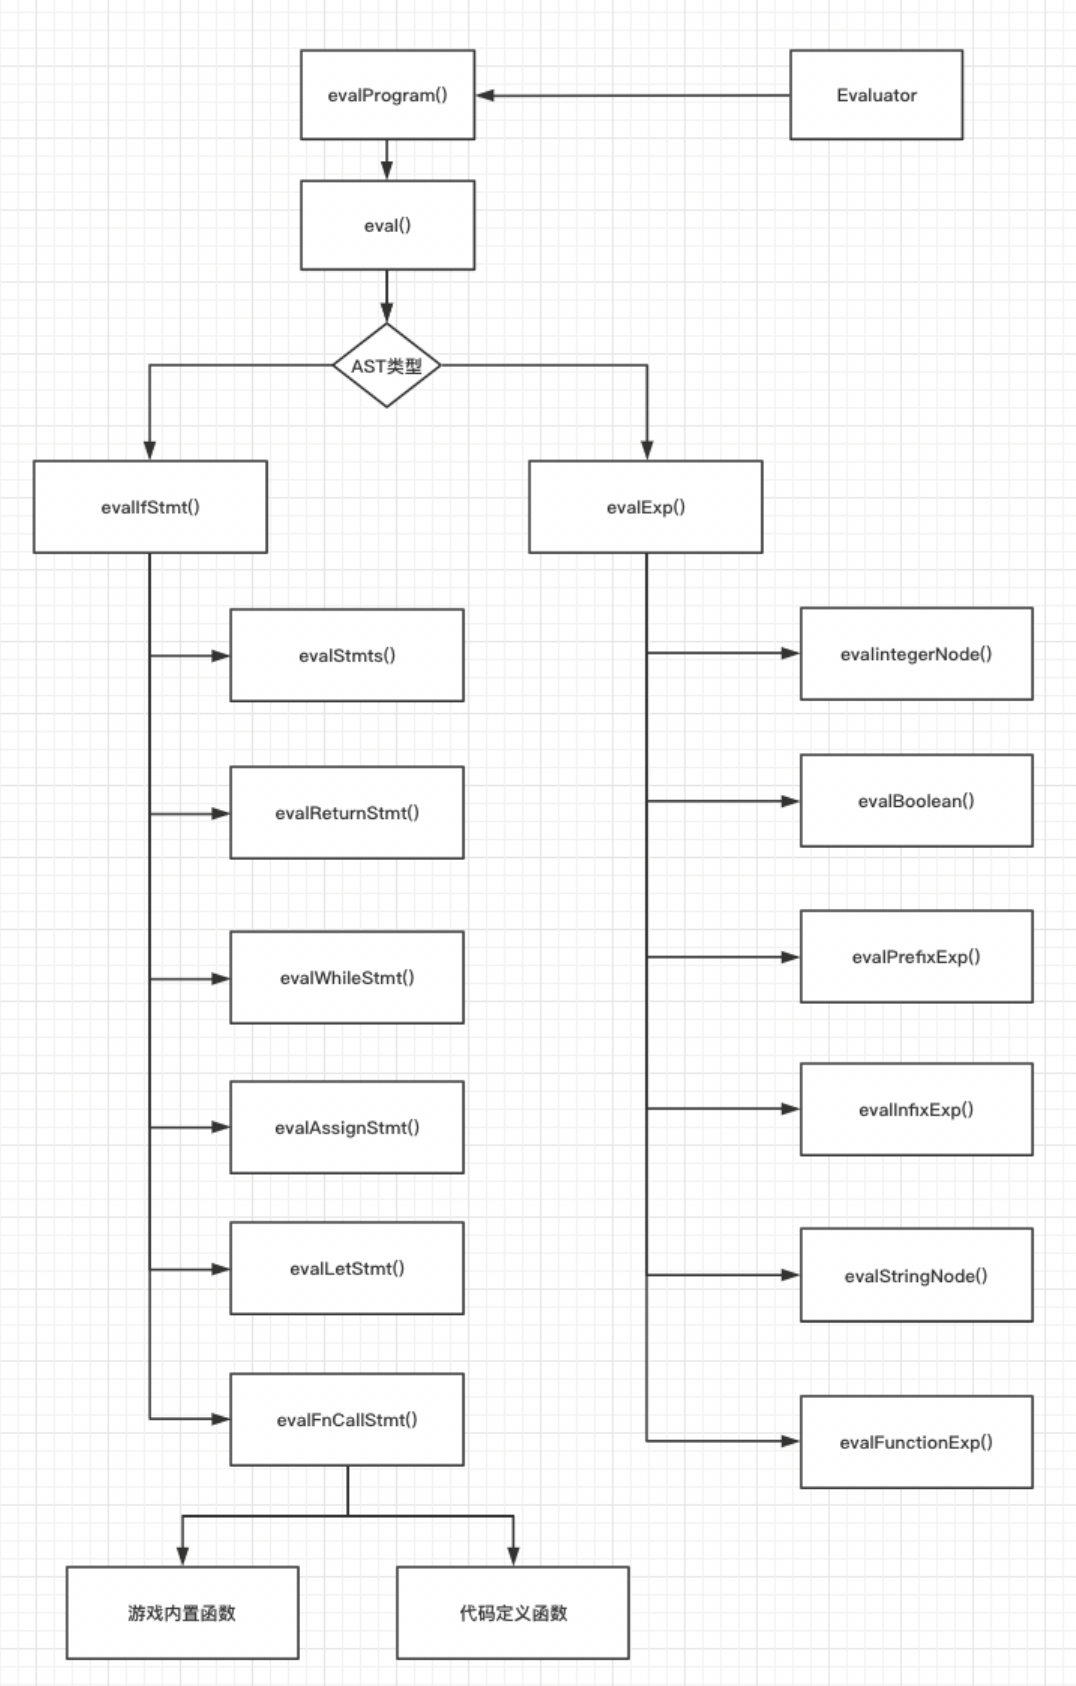 evalProgram()
Evaluator
eval()
AST类型
evalIfStmt()
evalExp()
evalStmts()
evalintegerNode()
evalReturnStmt()
evalBoolean()
evalWhileStmt()
evalPrefixExp()
evalAssignStmt()
evalInfixExp()
evalLetStmt()
evalStringNode()
evalFnCallStmt()
evalFunctionExp()
游戏内置函数
代码定义函数